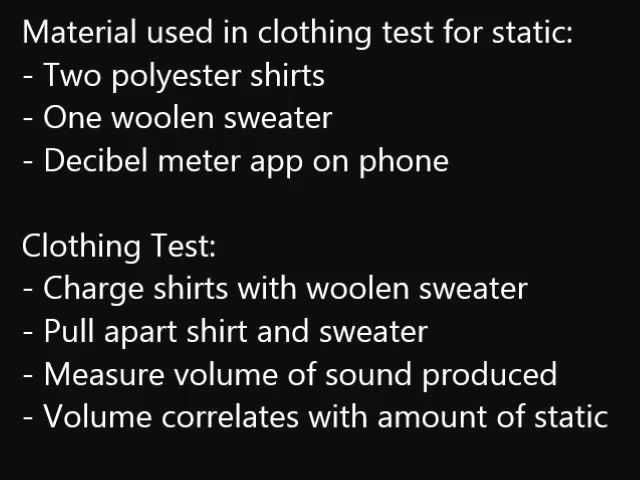 Material used in clothing test for static:
- Two polyester shirts
- One woolen sweater
- Decibel meter app on phone
Clothing Test:
- Charge shirts with woolen sweater
- Pull apart shirt and sweater
- Measure volume of sound produced
- Volume correlates with amount of static